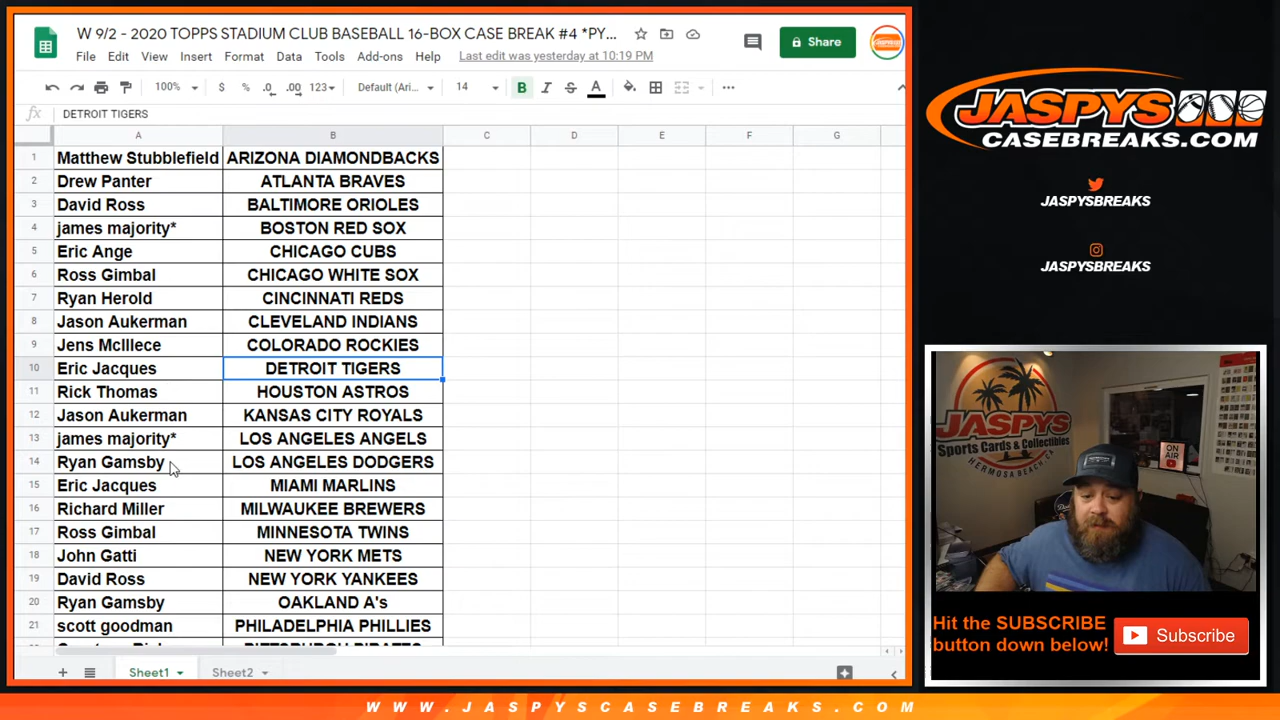 W 9/2 - 2020 TOPPS STADIUM CLUB BASEBALL 16-BOX CASE BREAK #4 *PY...
Share
File Edit View Insert Format Data Tools Add-ons Help Last edit was yesterday at 10:19 PM
100% $ % .0 .00 123 Default (Ari... 14 B I S A
fx DETROIT TIGERS
A B C D E F G
1 Matthew Stubblefield ARIZONA DIAMONDBACKS
2 Drew Panter ATLANTA BRAVES
3 David Ross BALTIMORE ORIOLES
4 james majority* BOSTON RED SOX
5 Eric Ange CHICAGO CUBS
6 Ross Gimbal CHICAGO WHITE SOX
7 Ryan Herold CINCINNATI REDS
8 Jason Aukerman CLEVELAND INDIANS
9 Jens McIllece COLORADO ROCKIES
10 Eric Jacques DETROIT TIGERS
11 Rick Thomas HOUSTON ASTROS
12 Jason Aukerman KANSAS CITY ROYALS
13 james majority* LOS ANGELES ANGELS
14 Ryan Gamsby LOS ANGELES DODGERS
15 Eric Jacques MIAMI MARLINS
16 Richard Miller MILWAUKEE BREWERS
17 Ross Gimbal MINNESOTA TWINS
18 John Gatti NEW YORK METS
19 David Ross NEW YORK YANKEES
20 Ryan Gamsby OAKLAND A's
21 scott goodman PHILADELPHIA PHILLIES
PITTSBURGH PIRATES
Sheet1 Sheet2
JASPYS
CASEBREAKS.COM
JASPYSBREAKS
JASPYSBREAKS
JASPYS
Sports Cards & Collectibles
HERMOSA BEACH, CA
ON AIR
Hit the SUBSCRIBE
button down below!
Subscribe
WWW.JASPYSCASEBREAKS.COM